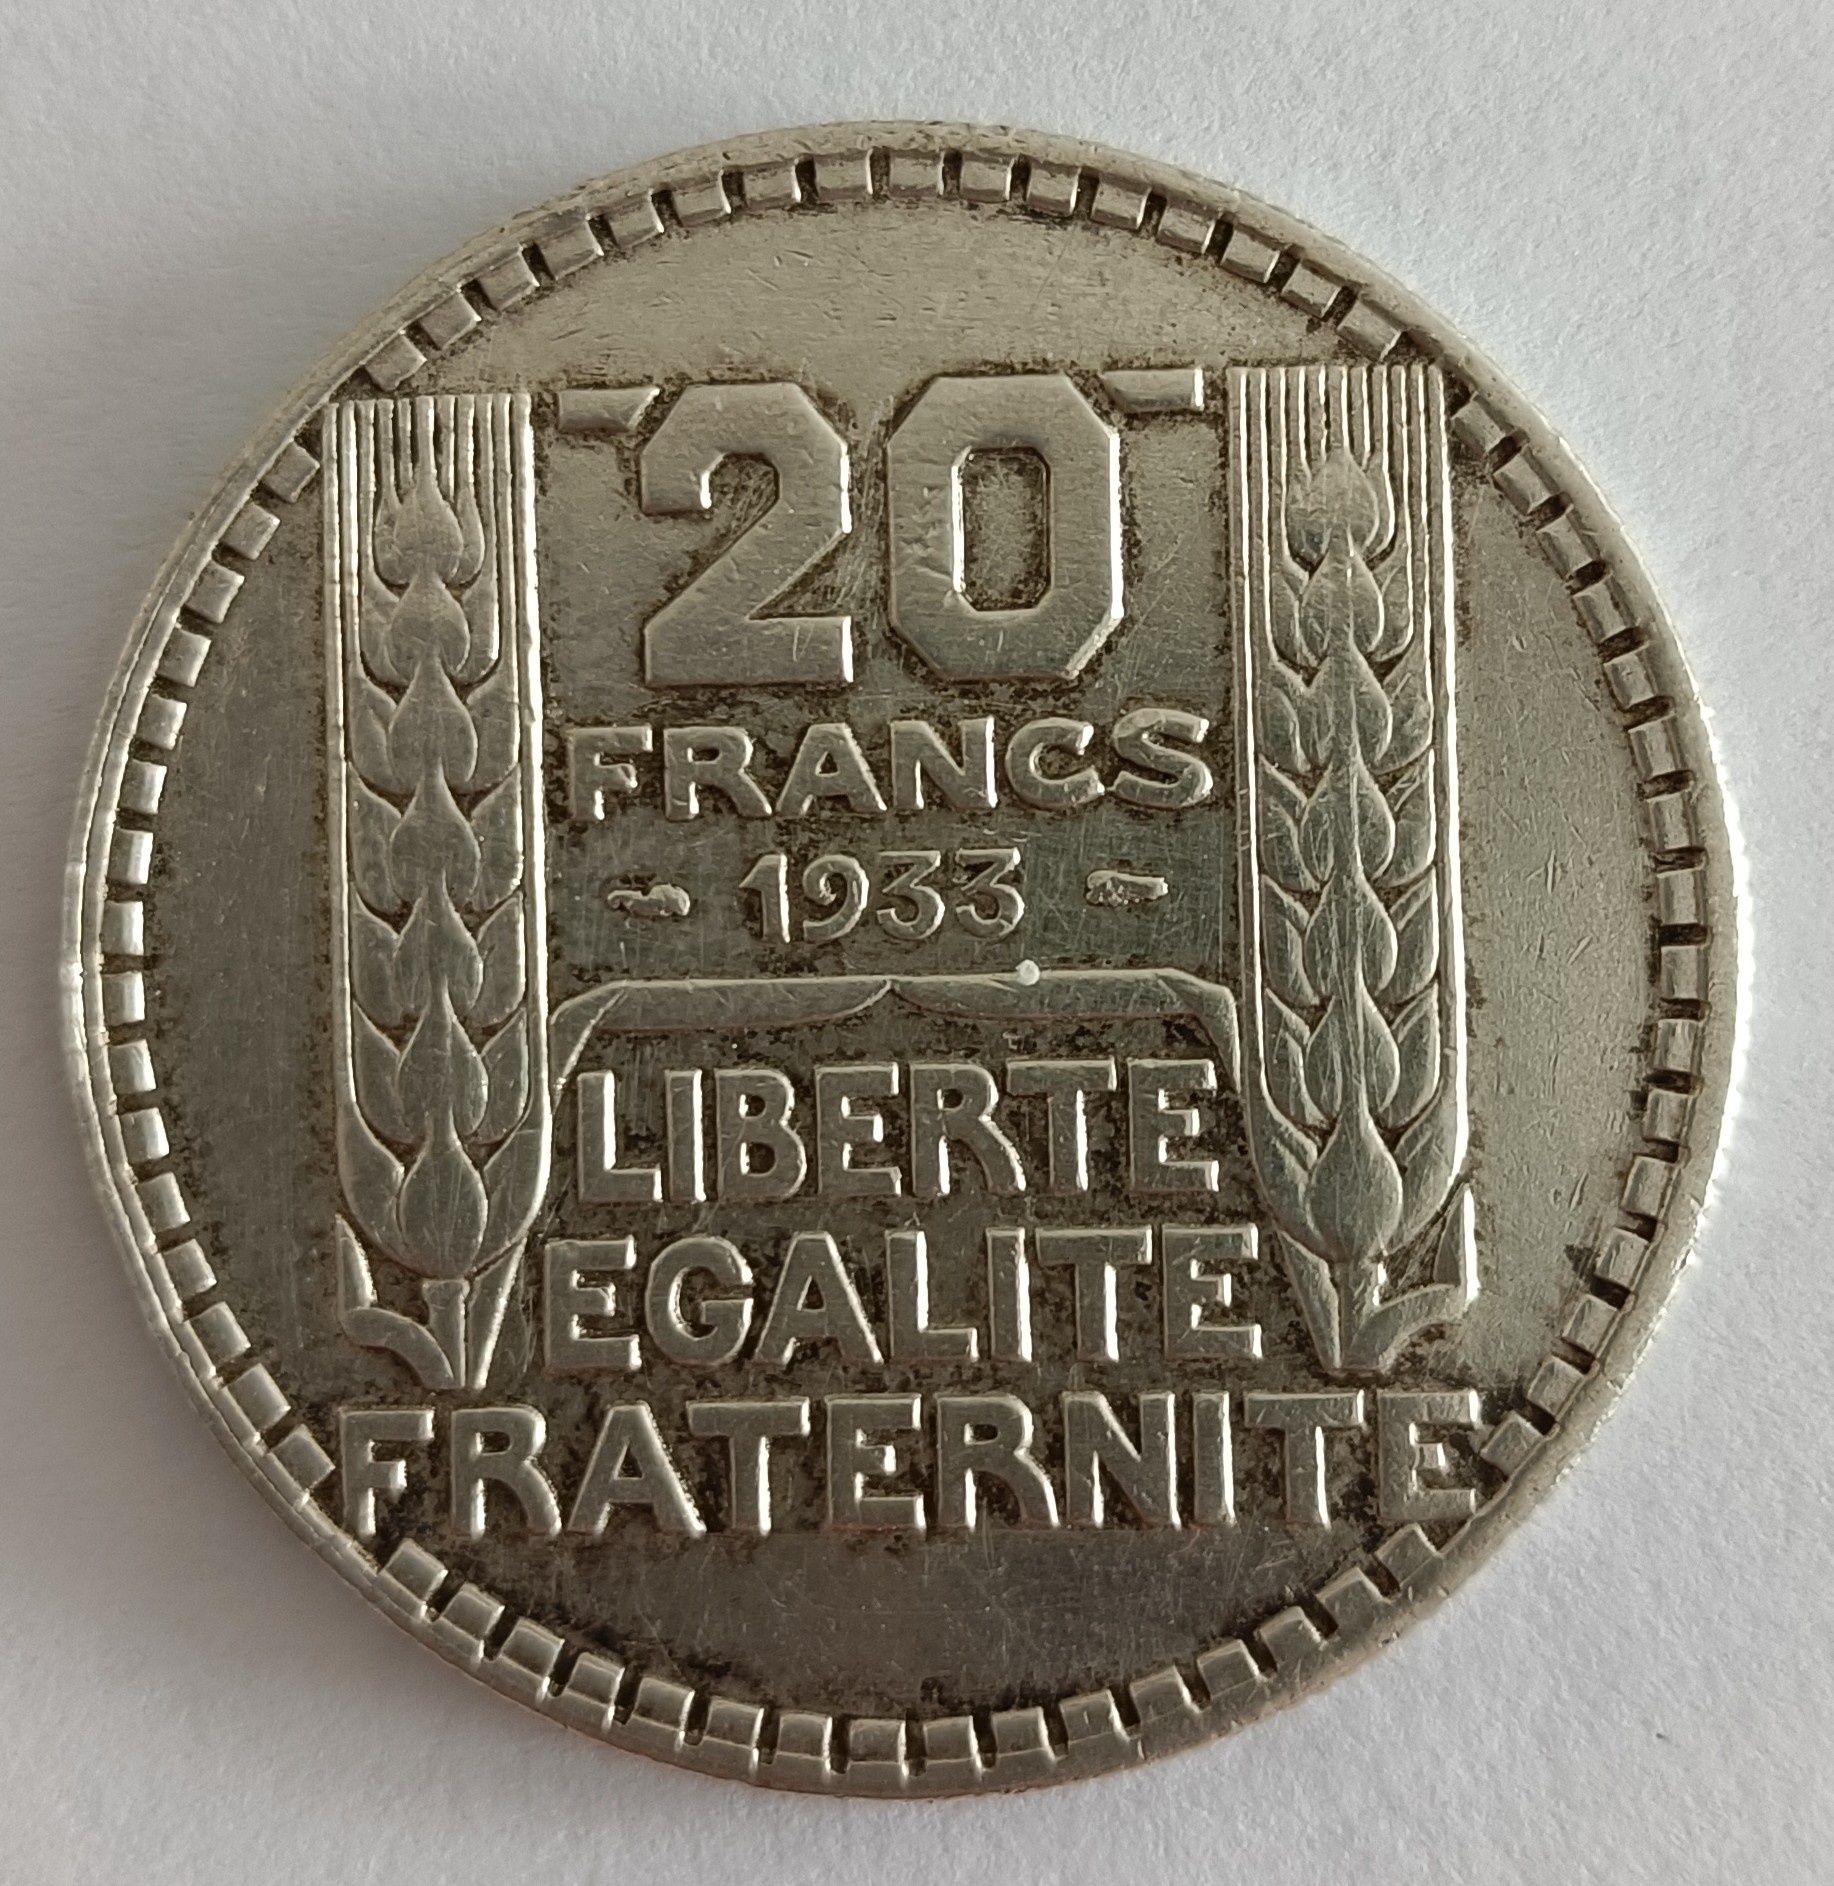 20
FRANCS
1933
LIBERTE
EGALITE
FRATERNITE